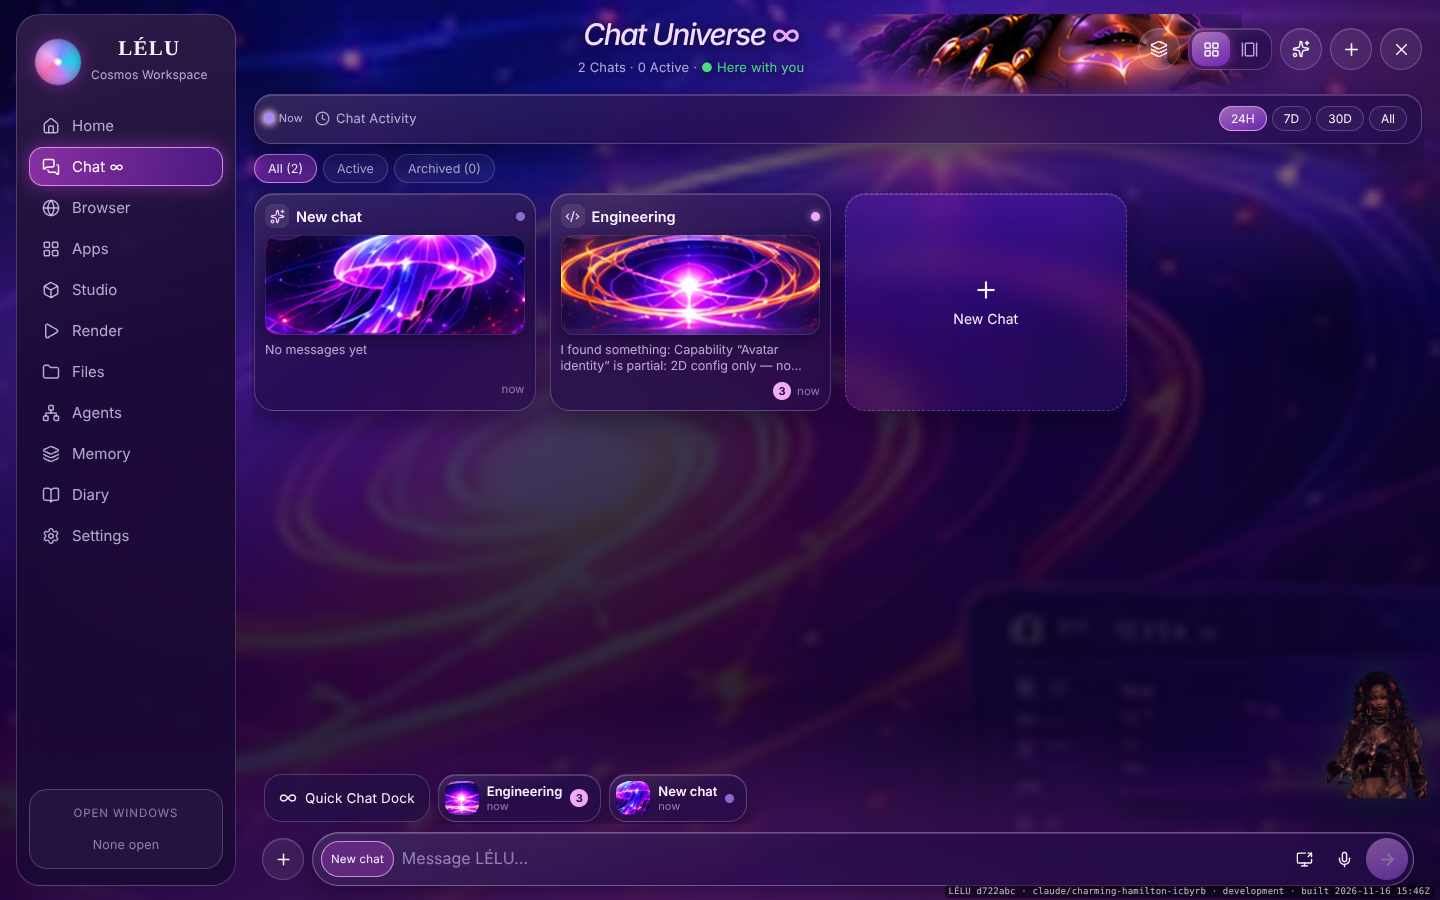 LÉLU
Cosmos Workspace
Home
Chat ∞
Browser
Apps
Studio
Render
Files
Agents
Memory
Diary
Settings
OPEN WINDOWS
None open
Chat Universe ∞
2 Chats · 0 Active · Here with you
Now Chat Activity
24H 7D 30D All
All (2) Active Archived (0)
New chat
No messages yet
now
Engineering
I found something: Capability “Avatar
identity” is partial: 2D config only — no…
3 now
New Chat
Quick Chat Dock
Engineering
now
3
New chat
now
New chat Message LÉLU…
LÉLU d722abc · claude/charming-hamilton-icbyrb · development · built 2026-11-16 15:46Z